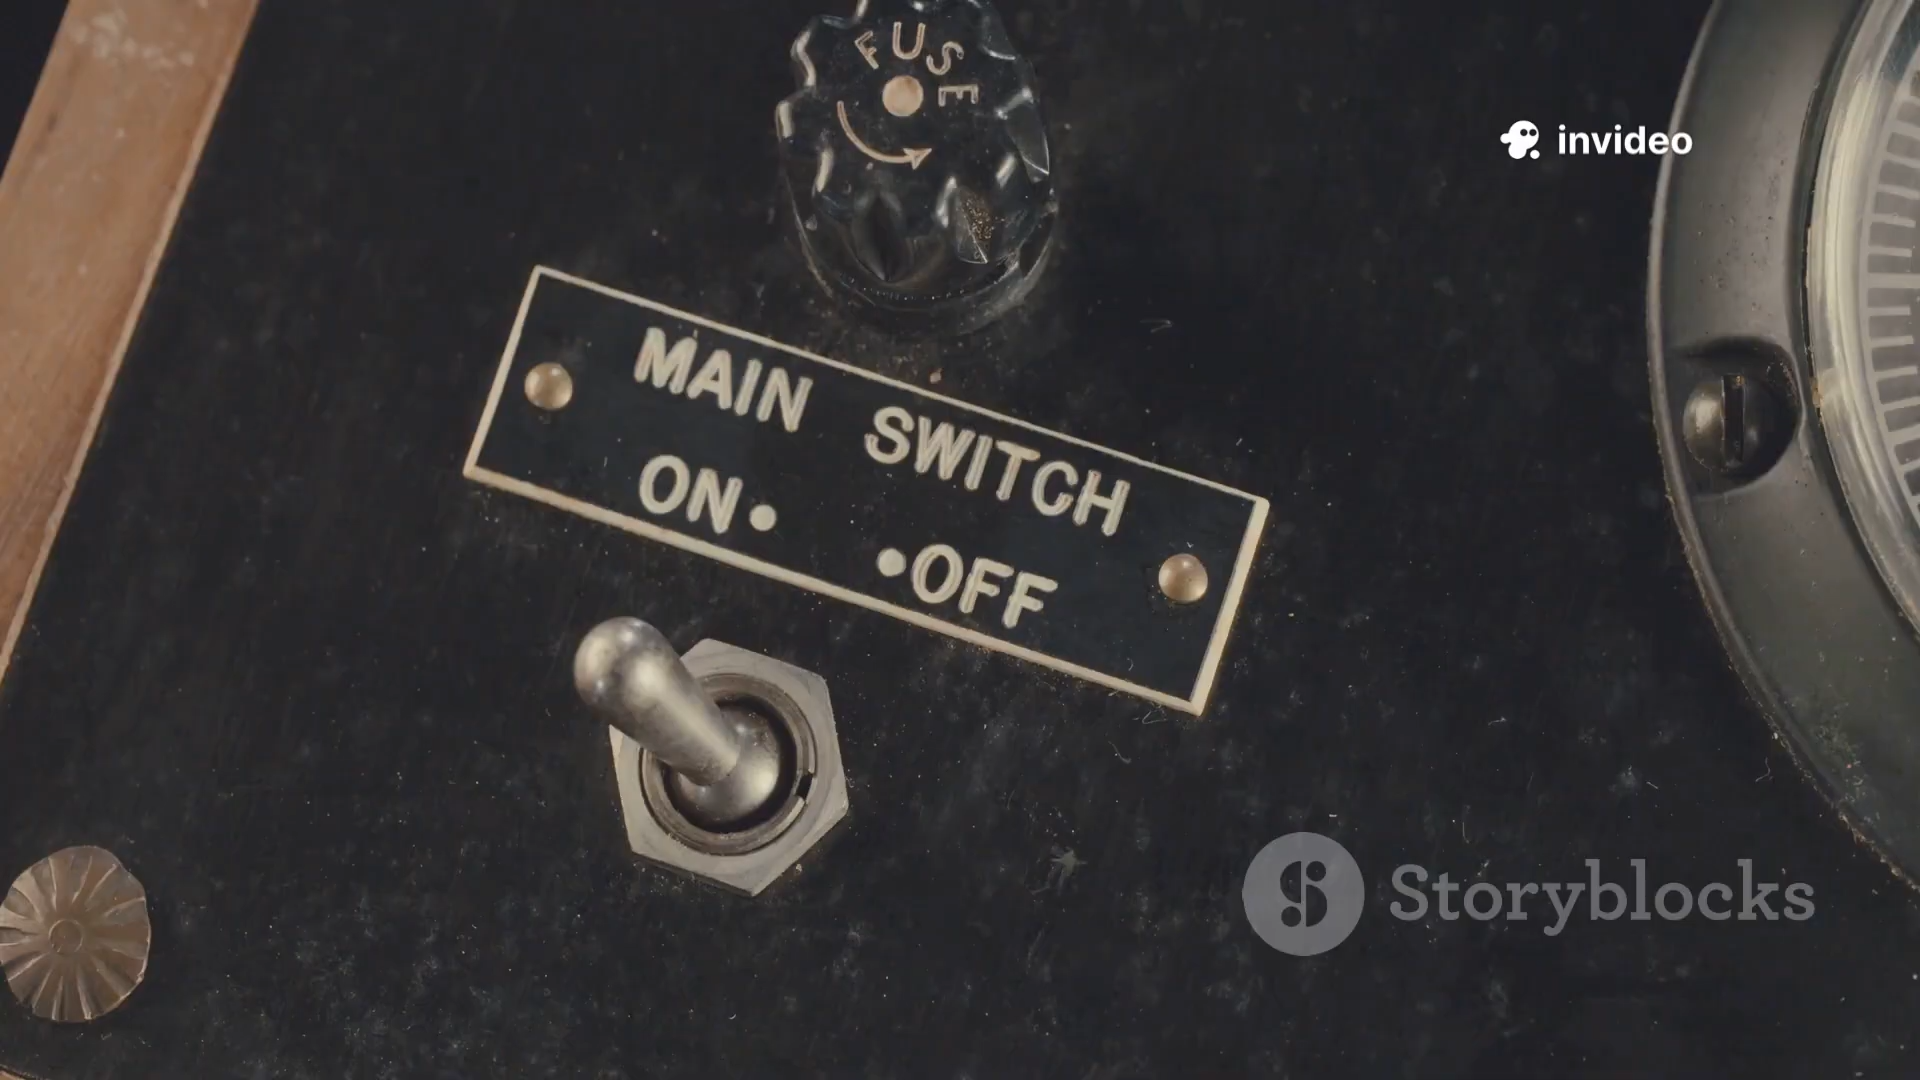 FUSE
invideo
MAIN SWITCH
ON• •OFF
Storyblocks